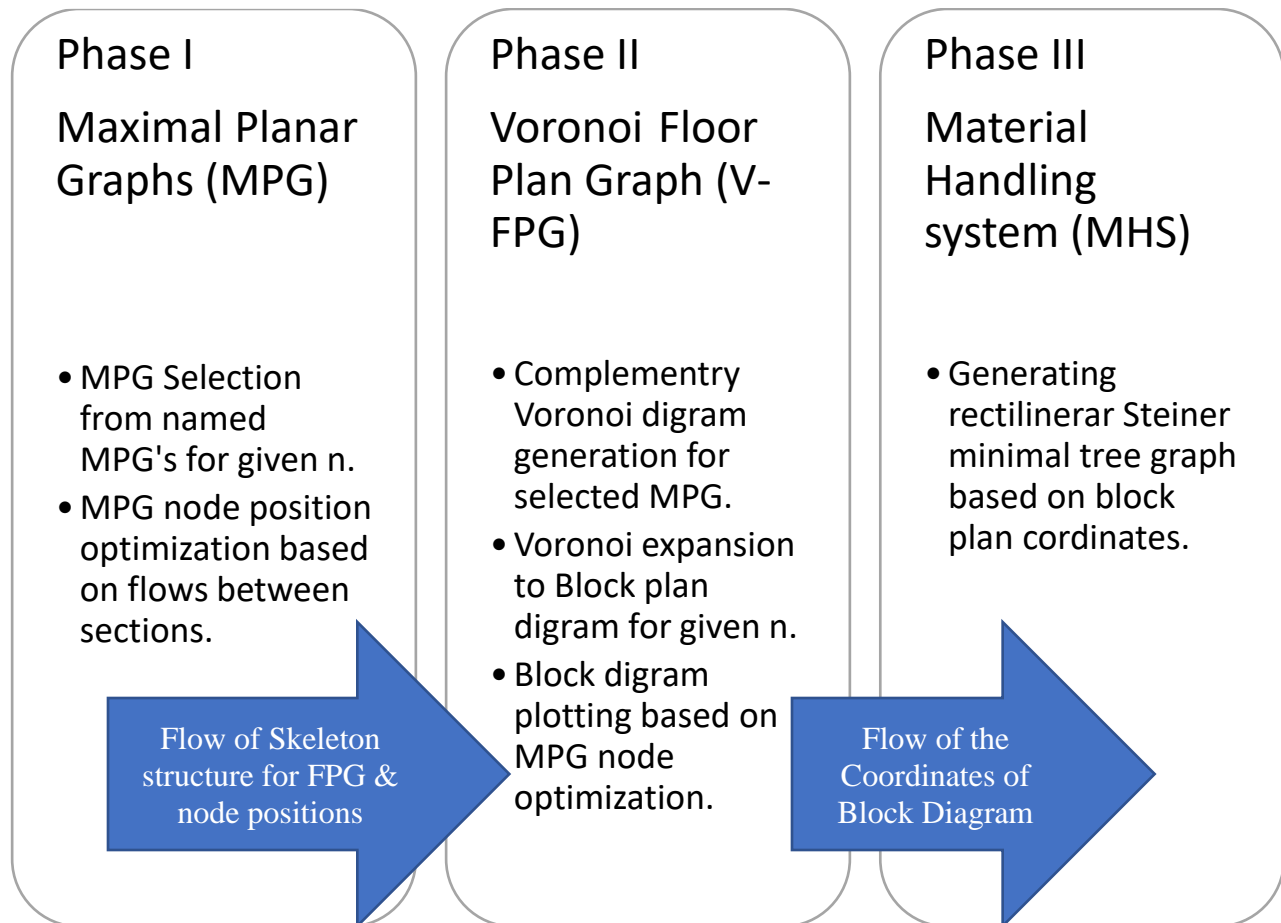 Phase I
Maximal Planar
Graphs (MPG)
• MPG Selection
from named
MPG's for given n.
• MPG node position
optimization based
on flows between
sections.
Flow of Skeleton
structure for FPG &
node positions
Phase II
Voronoi Floor
Plan Graph (V-
FPG)
• Complementry
Voronoi digram
generation for
selected MPG.
• Voronoi expansion
to Block plan
digram for given n.
• Block digram
plotting based on
MPG node
optimization.
Flow of the
Coordinates of
Block Diagram
Phase III
Material
Handling
system (MHS)
• Generating
rectilinerar Steiner
minimal tree graph
based on block
plan cordinates.